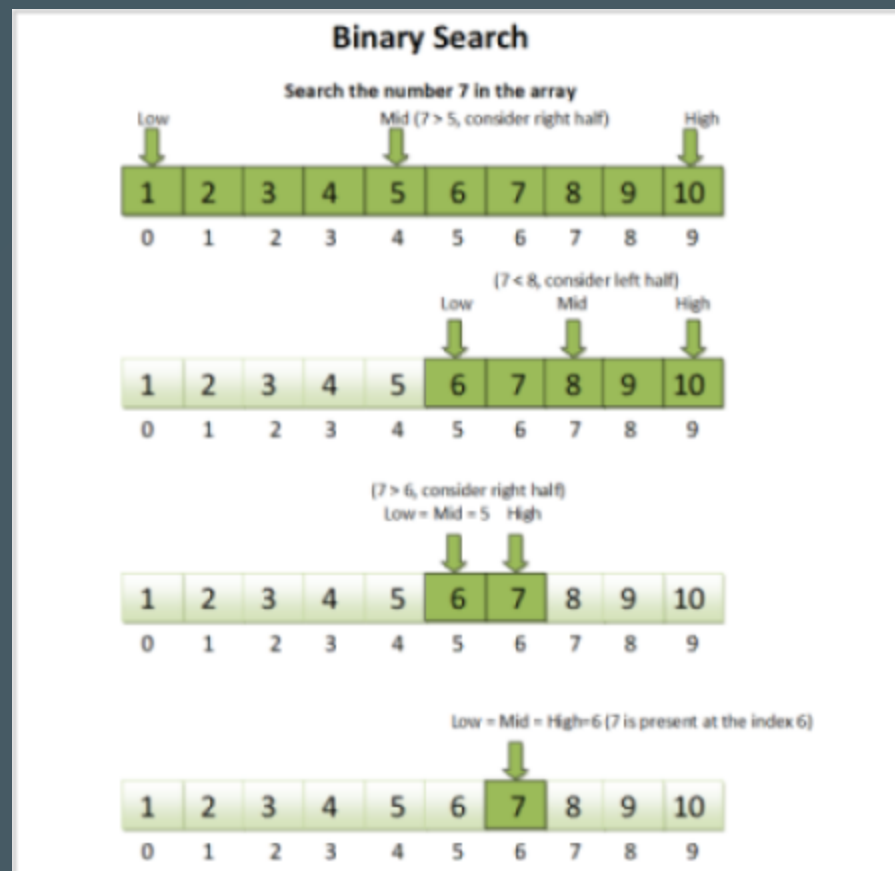 Binary Search
Search the number 7 in the array
Low Mid (7 > 5, consider right half) High
1 2 3 4 5 6 7 8 9 10
0 1 2 3 4 5 6 7 8 9
(7 < 8, consider left half)
Low Mid High
1 2 3 4 5 6 7 8 9 10
0 1 2 3 4 5 6 7 8 9
(7 > 6, consider right half)
Low = Mid = 5 High
1 2 3 4 5 6 7 8 9 10
0 1 2 3 4 5 6 7 8 9
Low = Mid = High=6 (7 is present at the index 6)
1 2 3 4 5 6 7 8 9 10
0 1 2 3 4 5 6 7 8 9